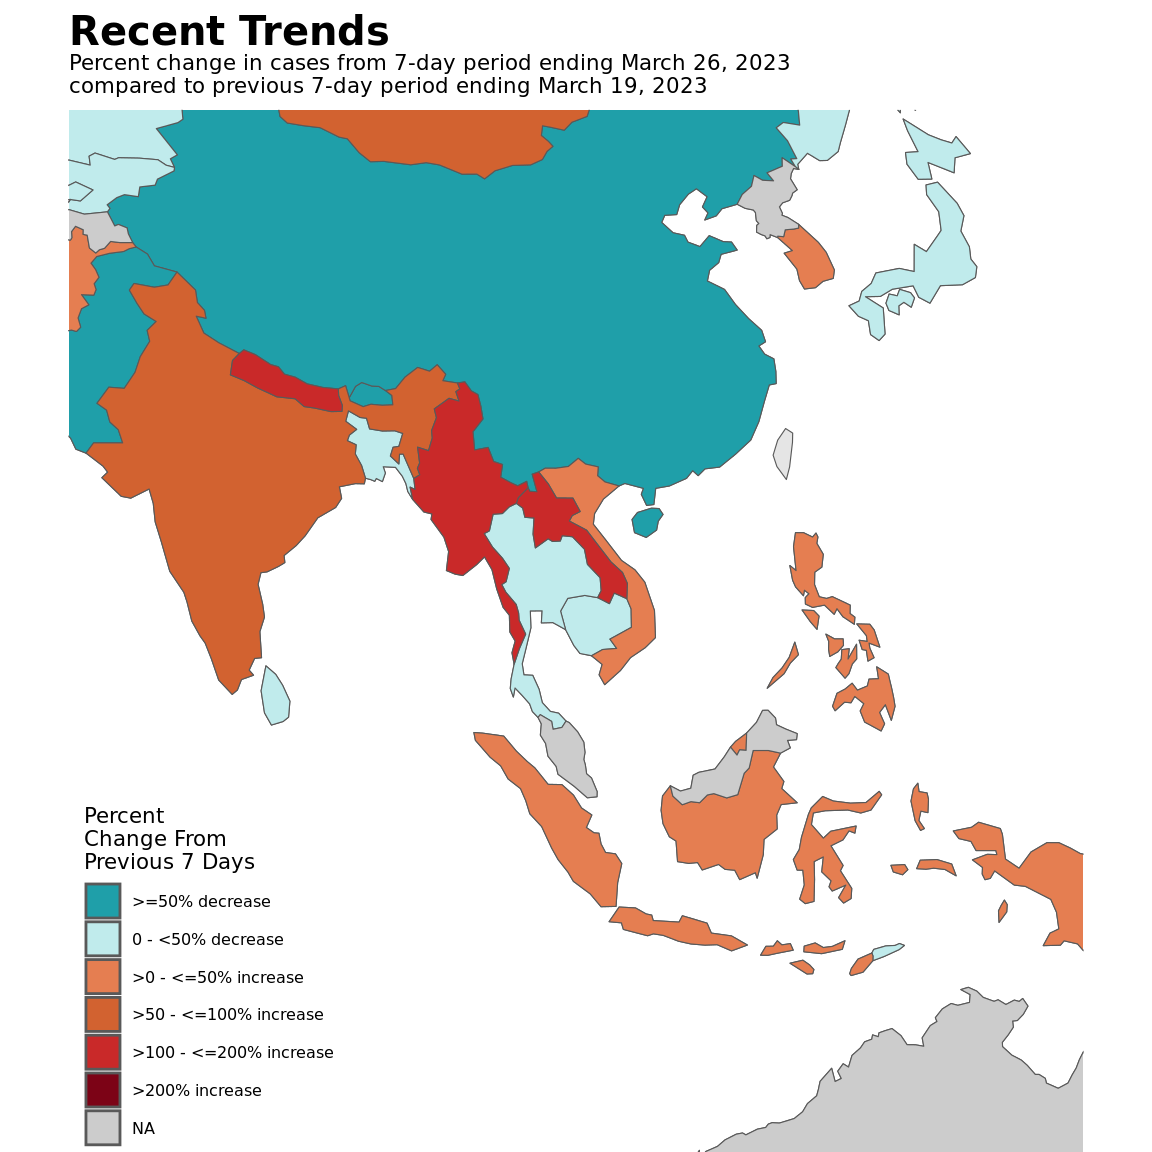 Recent Trends
Percent change in cases from 7-day period ending March 26, 2023
compared to previous 7-day period ending March 19, 2023
Percent
Change From
Previous 7 Days
>=50% decrease
0 - <50% decrease
>0 - <=50% increase
>50 - <=100% increase
>100 - <=200% increase
>200% increase
NA